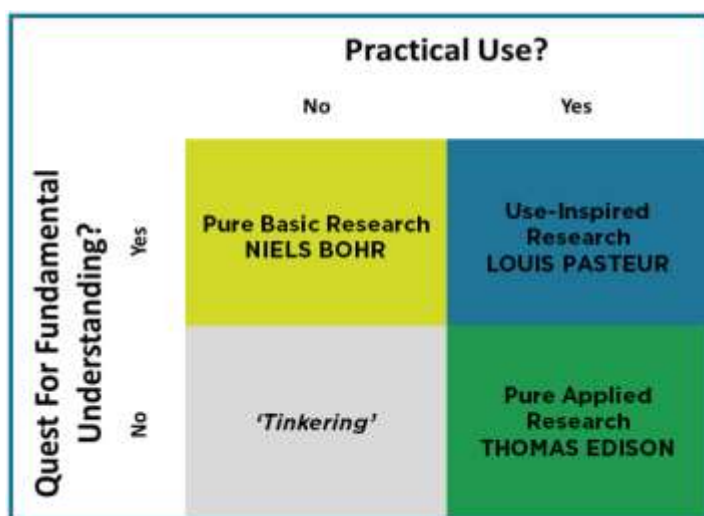 Practical Use?
No
Yes
Quest For Fundamental
Understanding?
Yes
Pure Basic Research
NIELS BOHR
Use-Inspired
Research
LOUIS PASTEUR
No
‘Tinkering’
Pure Applied
Research
THOMAS EDISON